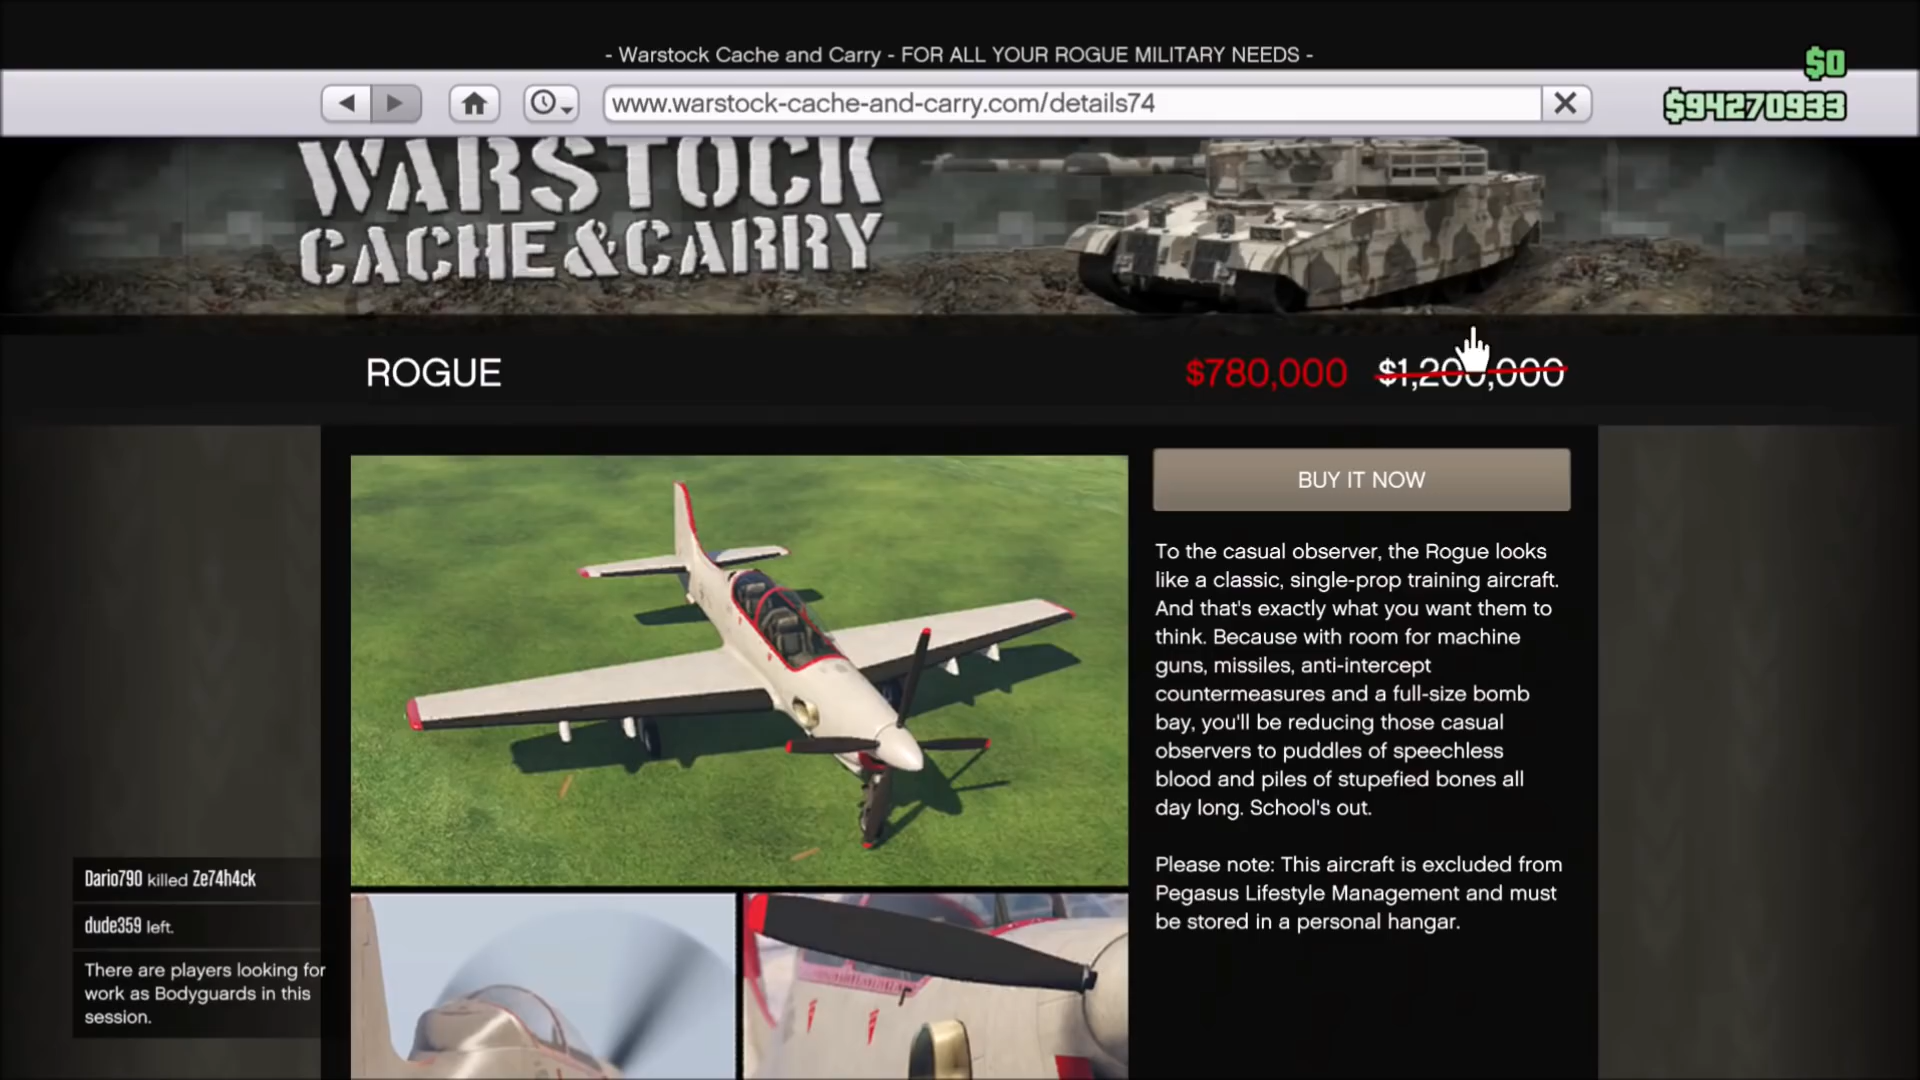 - Warstock Cache and Carry - FOR ALL YOUR ROGUE MILITARY NEEDS -
$0
www.warstock-cache-and-carry.com/details74
$94270933
WARSTOCK
CACHE&CARRY
ROGUE
$780,000 $1,200,000
BUY IT NOW
To the casual observer, the Rogue looks
like a classic, single-prop training aircraft.
And that's exactly what you want them to
think. Because with room for machine
guns, missiles, anti-intercept
countermeasures and a full-size bomb
bay, you'll be reducing those casual
observers to puddles of speechless
blood and piles of stupefied bones all
day long. School's out.
Please note: This aircraft is excluded from
Pegasus Lifestyle Management and must
be stored in a personal hangar.
Dario790 killed Ze74h4ck
dude359 left.
There are players looking for
work as Bodyguards in this
session.